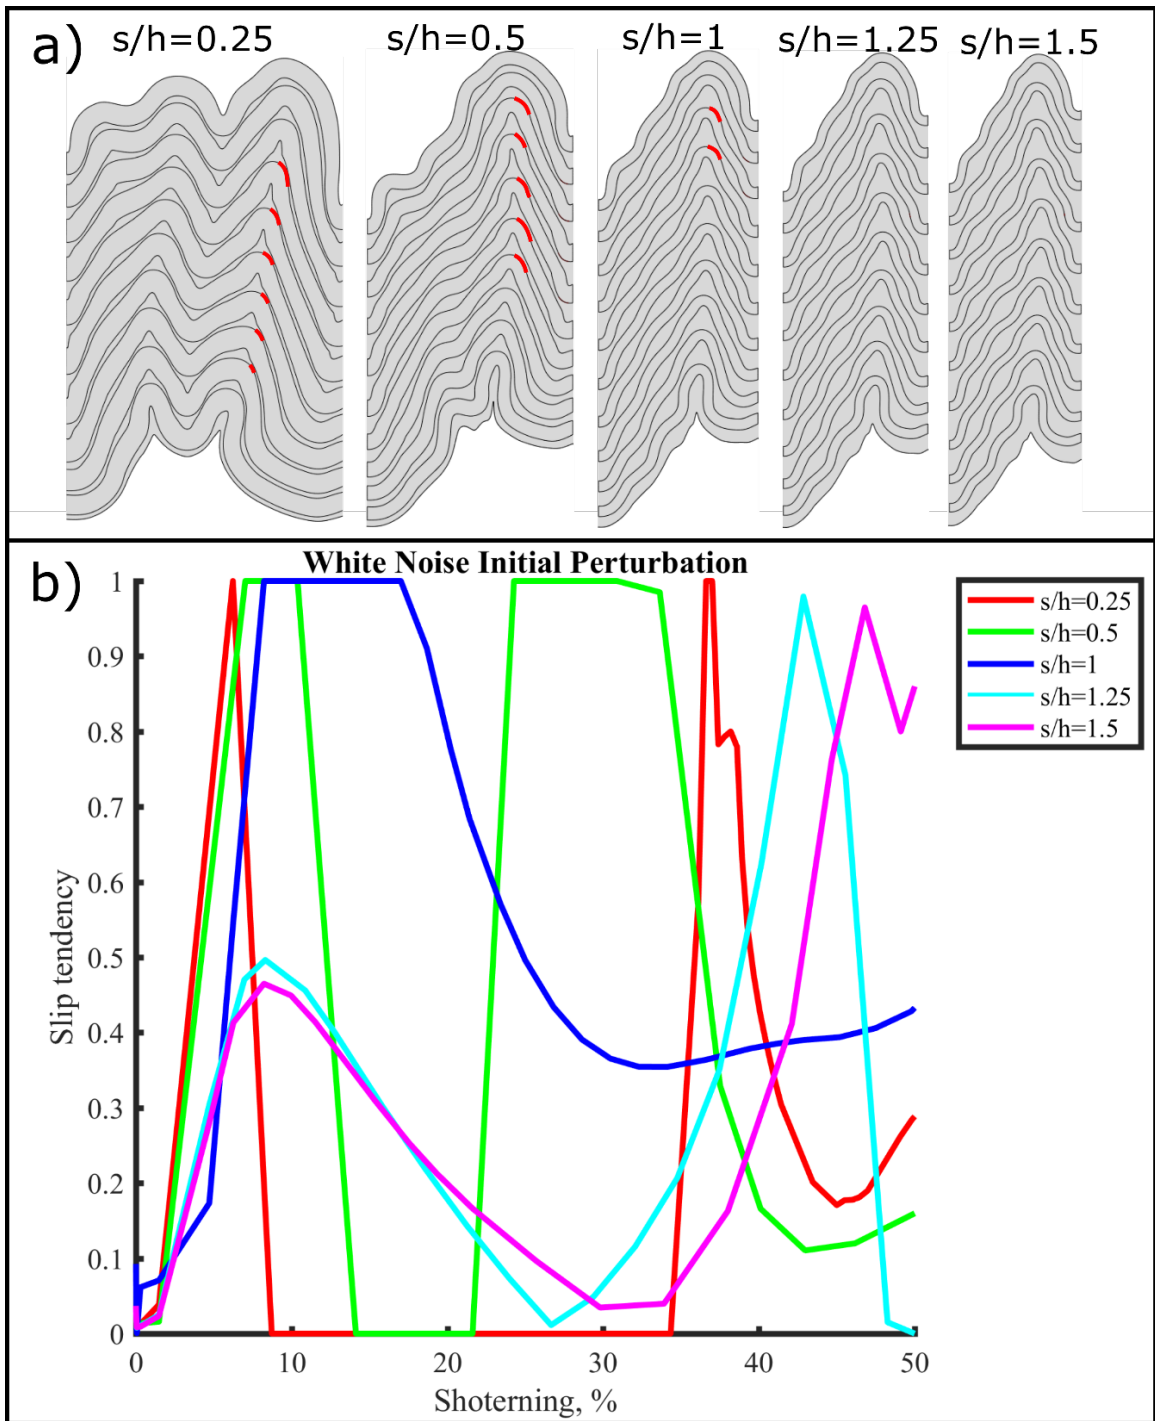 a)
s/h=0.25
s/h=0.5
s/h=1
s/h=1.25
s/h=1.5
b)
White Noise Initial Perturbation
1
0.9
0.8
0.7
0.6
0.5
0.4
0.3
0.2
0.1
0
Slip tendency
0
10
20
30
40
50
Shoterning, %
s/h=0.25
s/h=0.5
s/h=1
s/h=1.25
s/h=1.5